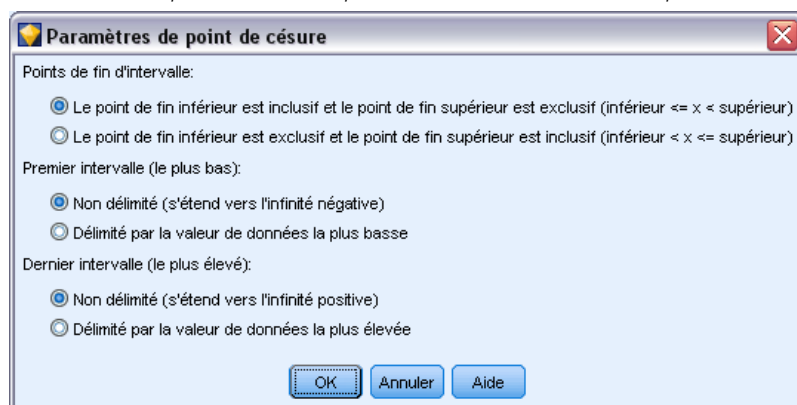 Paramètres de point de césure
Points de fin d'intervalle:
Le point de fin inférieur est inclusif et le point de fin supérieur est exclusif (inférieur <= x < supérieur)
Le point de fin inférieur est exclusif et le point de fin supérieur est inclusif (inférieur < x <= supérieur)
Premier intervalle (le plus bas):
Non délimité (s'étend vers l'infinité négative)
Délimité par la valeur de données la plus basse
Dernier intervalle (le plus élevé):
Non délimité (s'étend vers l'infinité positive)
Délimité par la valeur de données la plus élevée
OK Annuler Aide